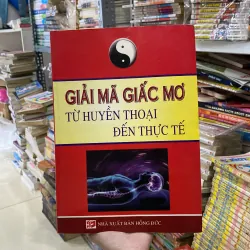 GIẢI MÃ GIẤC MƠ
TỪ HUYỀN THOẠI
ĐẾN THỰC TẾ
NHÀ XUẤT BẢN HỒNG ĐỨC